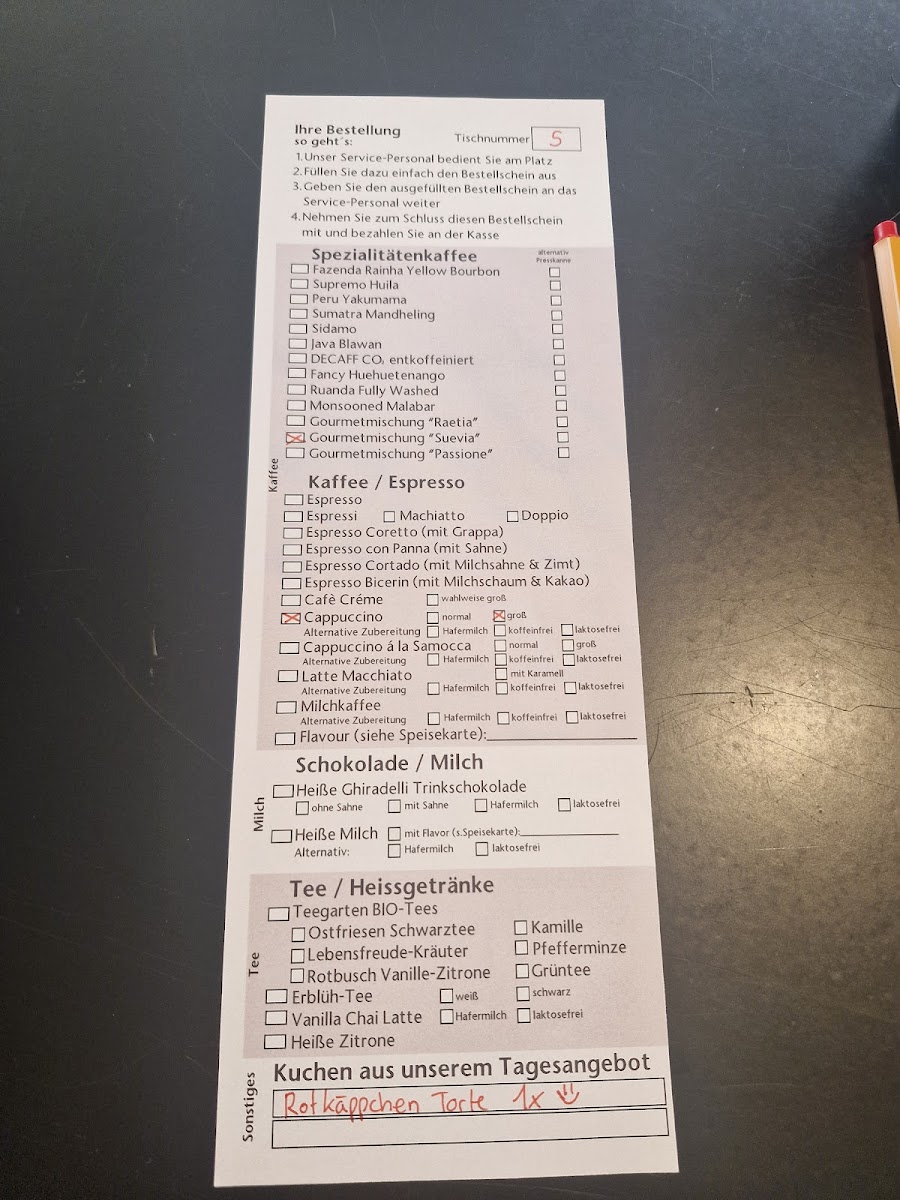 Ihre Bestellung
so geht´s:
Tischnummer 5
1. Unser Service-Personal bedient Sie am Platz
2. Füllen Sie dazu einfach den Bestellschein aus
3. Geben Sie den ausgefüllten Bestellschein an das
Service-Personal weiter
4. Nehmen Sie zum Schluss diesen Bestellschein
mit und bezahlen Sie an der Kasse
Kaffee
Spezialitätenkaffee
alternativ
Presskanne
Fazenda Rainha Yellow Bourbon
Supremo Huila
Peru Yakumama
Sumatra Mandheling
Sidamo
Java Blawan
DECAFF CO₂ entkoffeiniert
Fancy Huehuetenango
Ruanda Fully Washed
Monsooned Malabar
Gourmetmischung "Raetia"
Gourmetmischung "Suevia"
Gourmetmischung "Passione"
Kaffee / Espresso
Espresso
Espressi Machiatto Doppio
Espresso Coretto (mit Grappa)
Espresso con Panna (mit Sahne)
Espresso Cortado (mit Milchsahne & Zimt)
Espresso Bicerin (mit Milchschaum & Kakao)
Cafè Créme wahlweise groß
Cappuccino normal groß
Alternative Zubereitung Hafermilch koffeinfrei laktosefrei
Cappuccino á la Samocca normal groß
Alternative Zubereitung Hafermilch koffeinfrei laktosefrei
Latte Macchiato mit Karamell
Alternative Zubereitung Hafermilch koffeinfrei laktosefrei
Milchkaffee
Alternative Zubereitung Hafermilch koffeinfrei laktosefrei
Flavour (siehe Speisekarte):
Milch
Schokolade / Milch
Heiße Ghiradelli Trinkschokolade
ohne Sahne mit Sahne Hafermilch laktosefrei
Heiße Milch mit Flavor (s.Speisekarte):
Alternativ: Hafermilch laktosefrei
Tee
Tee / Heissgetränke
Teegarten BIO-Tees
Ostfriesen Schwarztee Kamille
Lebensfreude-Kräuter Pfefferminze
Rotbusch Vanille-Zitrone Grüntee
Erblüh-Tee weiß schwarz
Vanilla Chai Latte Hafermilch laktosefrei
Heiße Zitrone
Sonstiges
Kuchen aus unserem Tagesangebot
Rotkäppchen Torte 1x